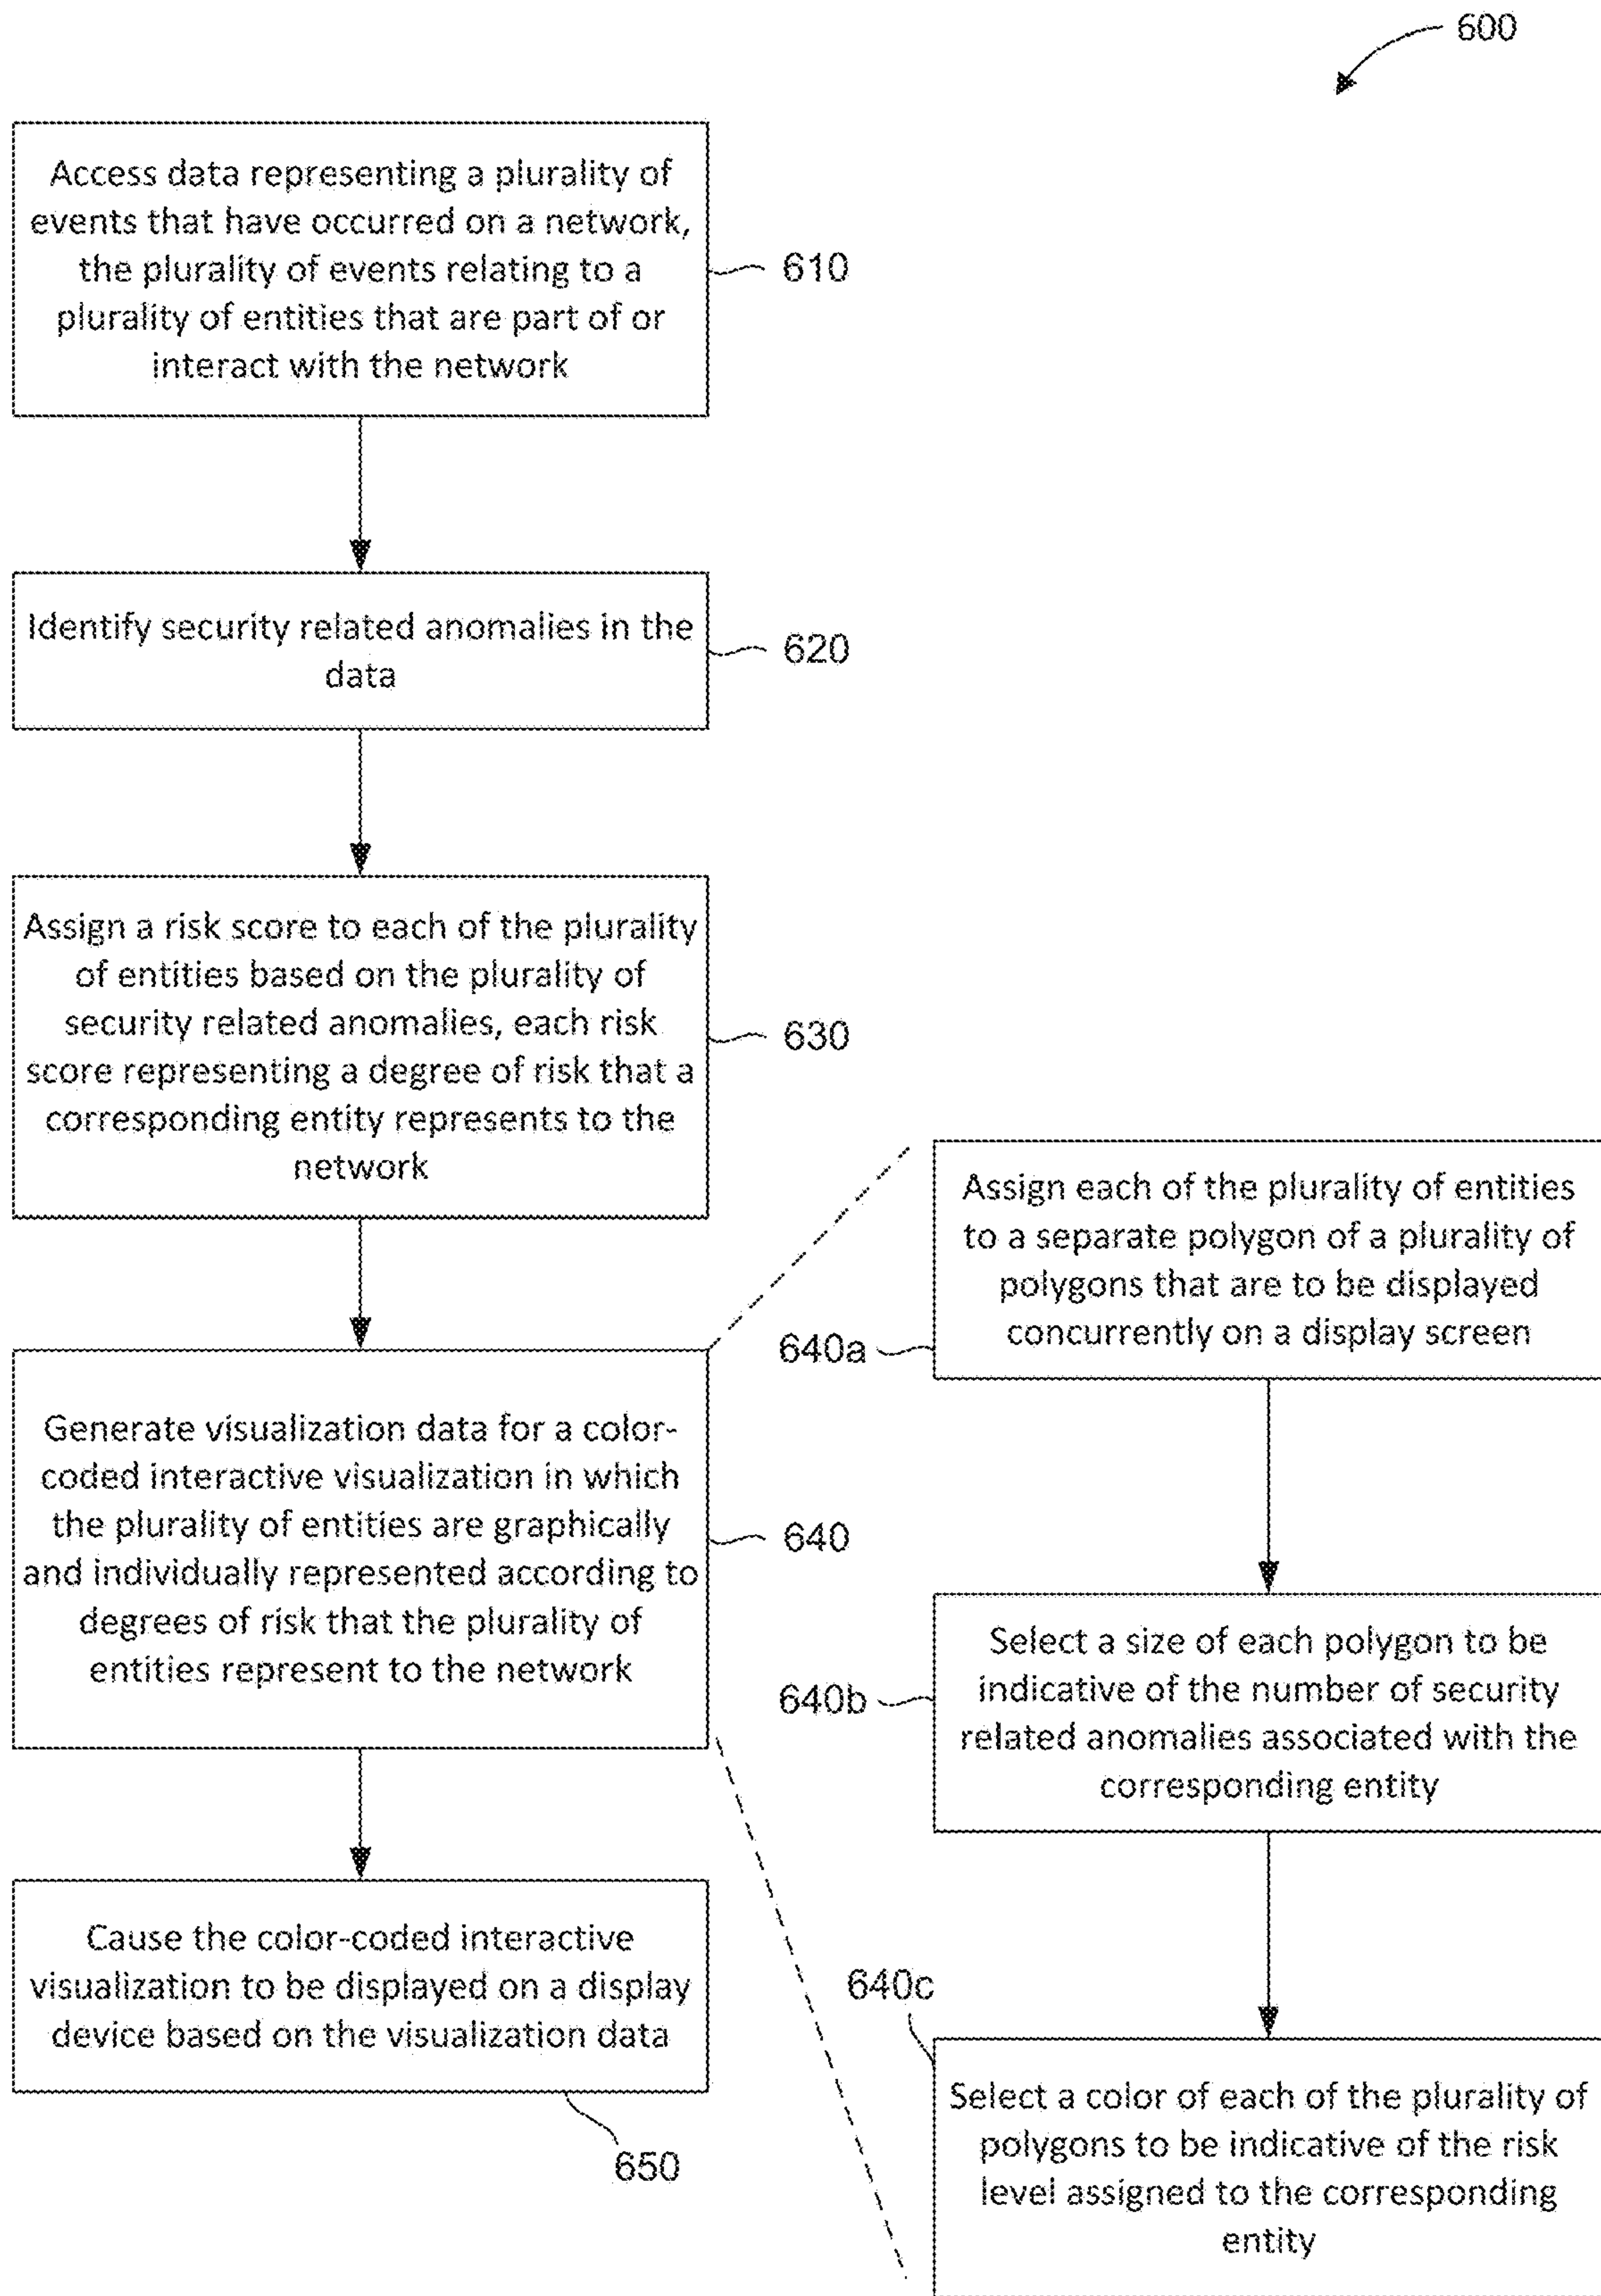 600
Access data representing a plurality of
events that have occurred on a network,
the plurality of events relating to a
plurality of entities that are part of or
interact with the network
610
Identify security related anomalies in the
data
620
Assign a risk score to each of the plurality
of entities based on the plurality of
security related anomalies, each risk
score representing a degree of risk that a
corresponding entity represents to the
network
630
Generate visualization data for a color-
coded interactive visualization in which
the plurality of entities are graphically
and individually represented according to
degrees of risk that the plurality of
entities represent to the network
640
Assign each of the plurality of entities
to a separate polygon of a plurality of
polygons that are to be displayed
concurrently on a display screen
640a
Select a size of each polygon to be
indicative of the number of security
related anomalies associated with the
corresponding entity
640b
Select a color of each of the plurality of
polygons to be indicative of the risk
level assigned to the corresponding
entity
640c
Cause the color-coded interactive
visualization to be displayed on a display
device based on the visualization data
650